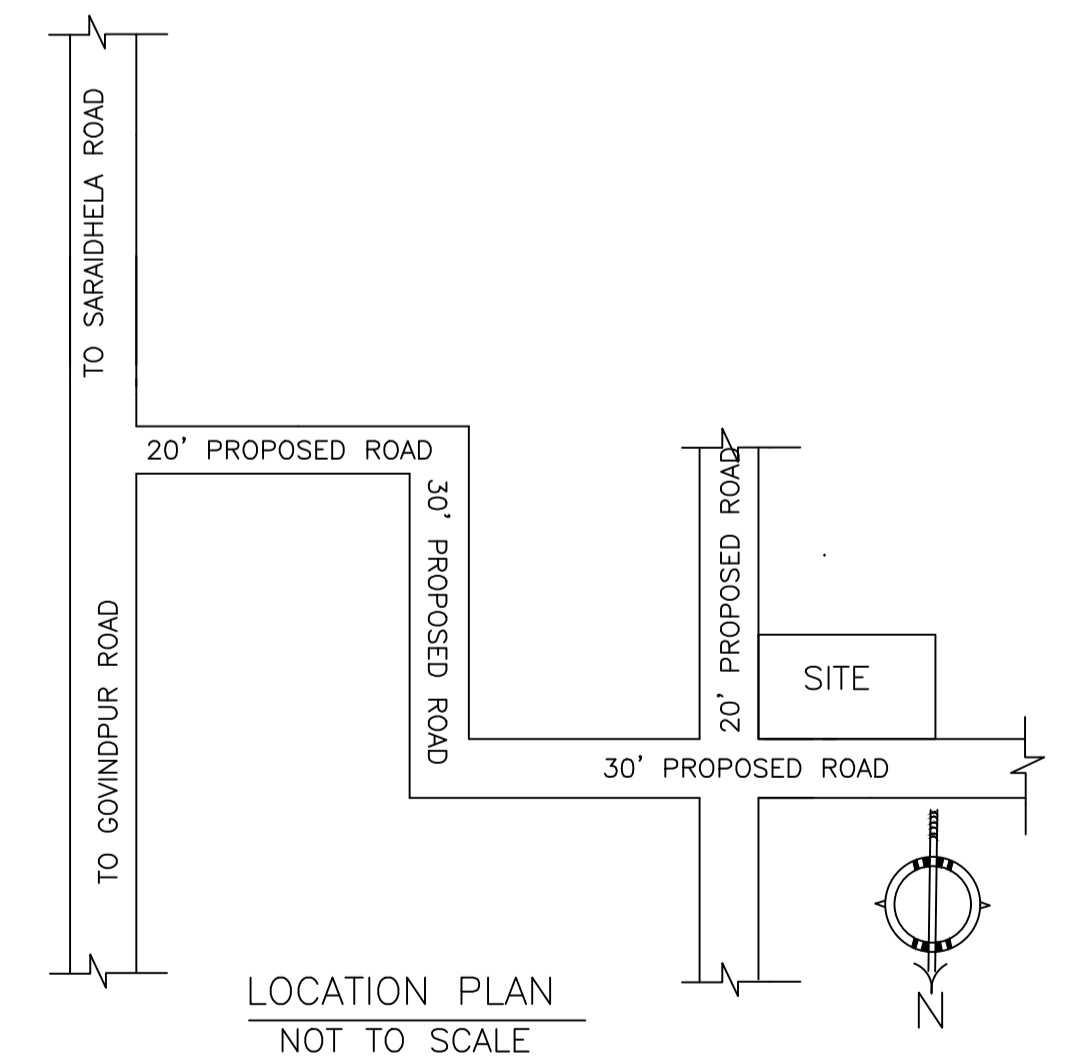 TO SARAIDHELA ROAD
20' PROPOSED ROAD
30' PROPOSED ROAD
20' PROPOSED ROAD
SITE
TO GOVINDPUR ROAD
30' PROPOSED ROAD
LOCATION PLAN
NOT TO SCALE
N